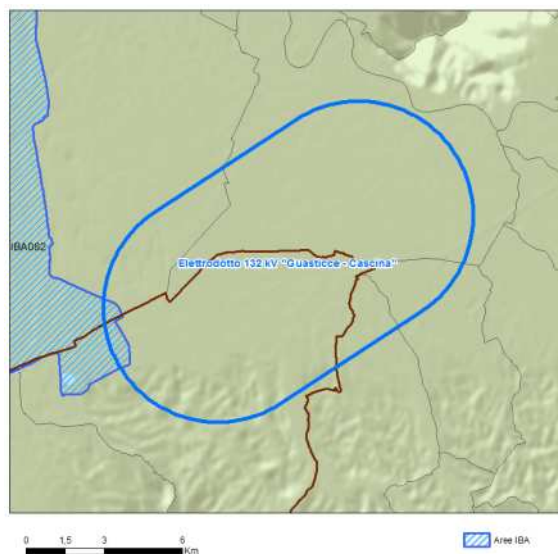 IBA082
Elettrodotto 132 kV "Guasticce - Cascina"
0 1,5 3 6
Km
Aree IBA